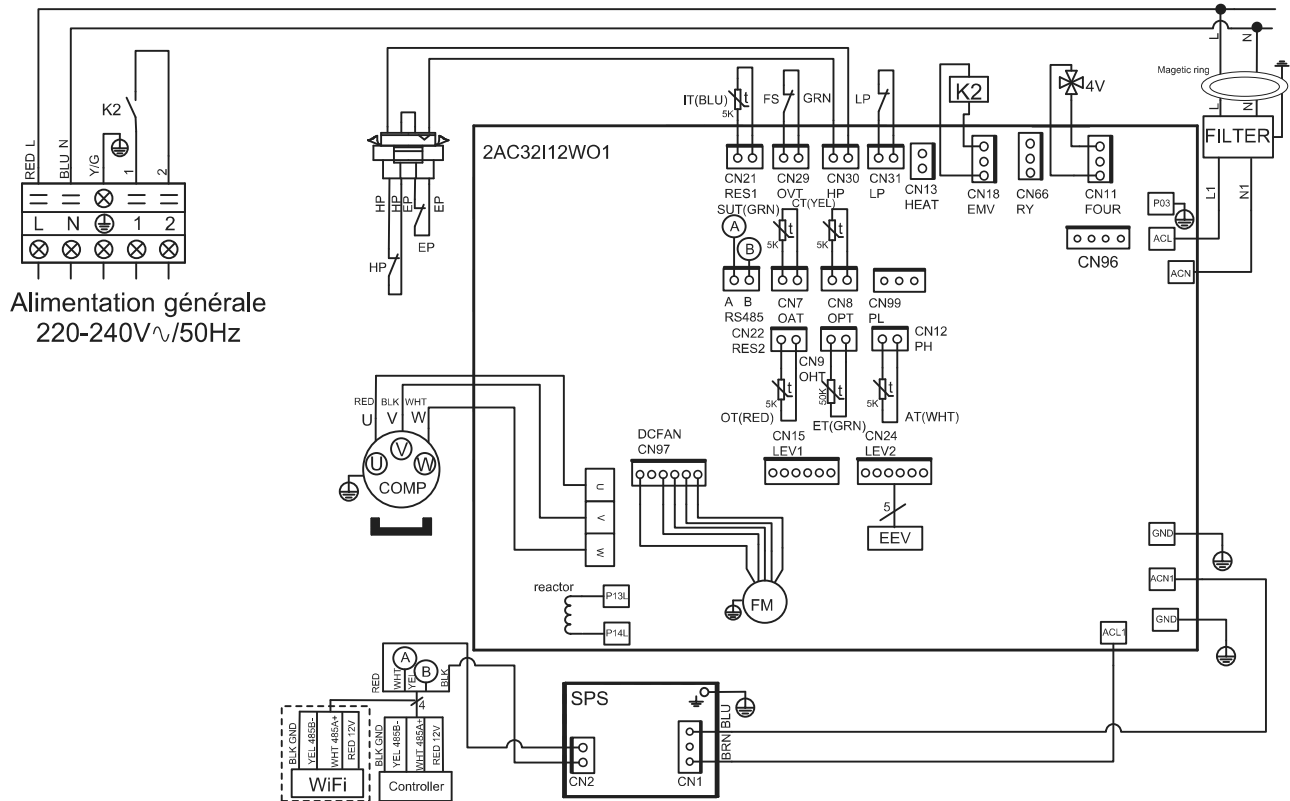 L
N
Magetic ring
L
N
FILTER
L1
N1
K2
RED L
BLU N
Y/G
1
2
L N 1 2
Alimentation générale
220-240V∿/50Hz
HP
HP
EP
EP
EP
HP
2AC32I12WO1
IT(BLU)
5K
t
FS
GRN
LP
K2
4V
CN21
RES1
CN29
OVT
CN30
HP
CN31
LP
CN13
HEAT
CN18
EMV
CN66
RY
CN11
FOUR
SUT(GRN)
CT(YEL)
A
B
5K
t
5K
t
A B
RS485
CN7
OAT
CN8
OPT
CN99
PL
CN96
P03
ACL
ACN
CN22
RES2
CN9
OHT
CN12
PH
5K
t
50K
t
5K
t
OT(RED)
ET(GRN)
AT(WHT)
CN15
LEV1
CN24
LEV2
DCFAN
CN97
5
EEV
RED BLK WHT
U V W
U
V
W
COMP
U
V
W
FM
reactor
P13L
P14L
GND
ACN1
GND
ACL1
A
B
RED
WHT
YEL
BLK
4
BLK GND
YEL 485B-
WHT 485A+
RED 12V
WiFi
BLK GND
YEL 485B-
WHT 485A+
RED 12V
Controller
SPS
CN2
CN1
BLU
BRN